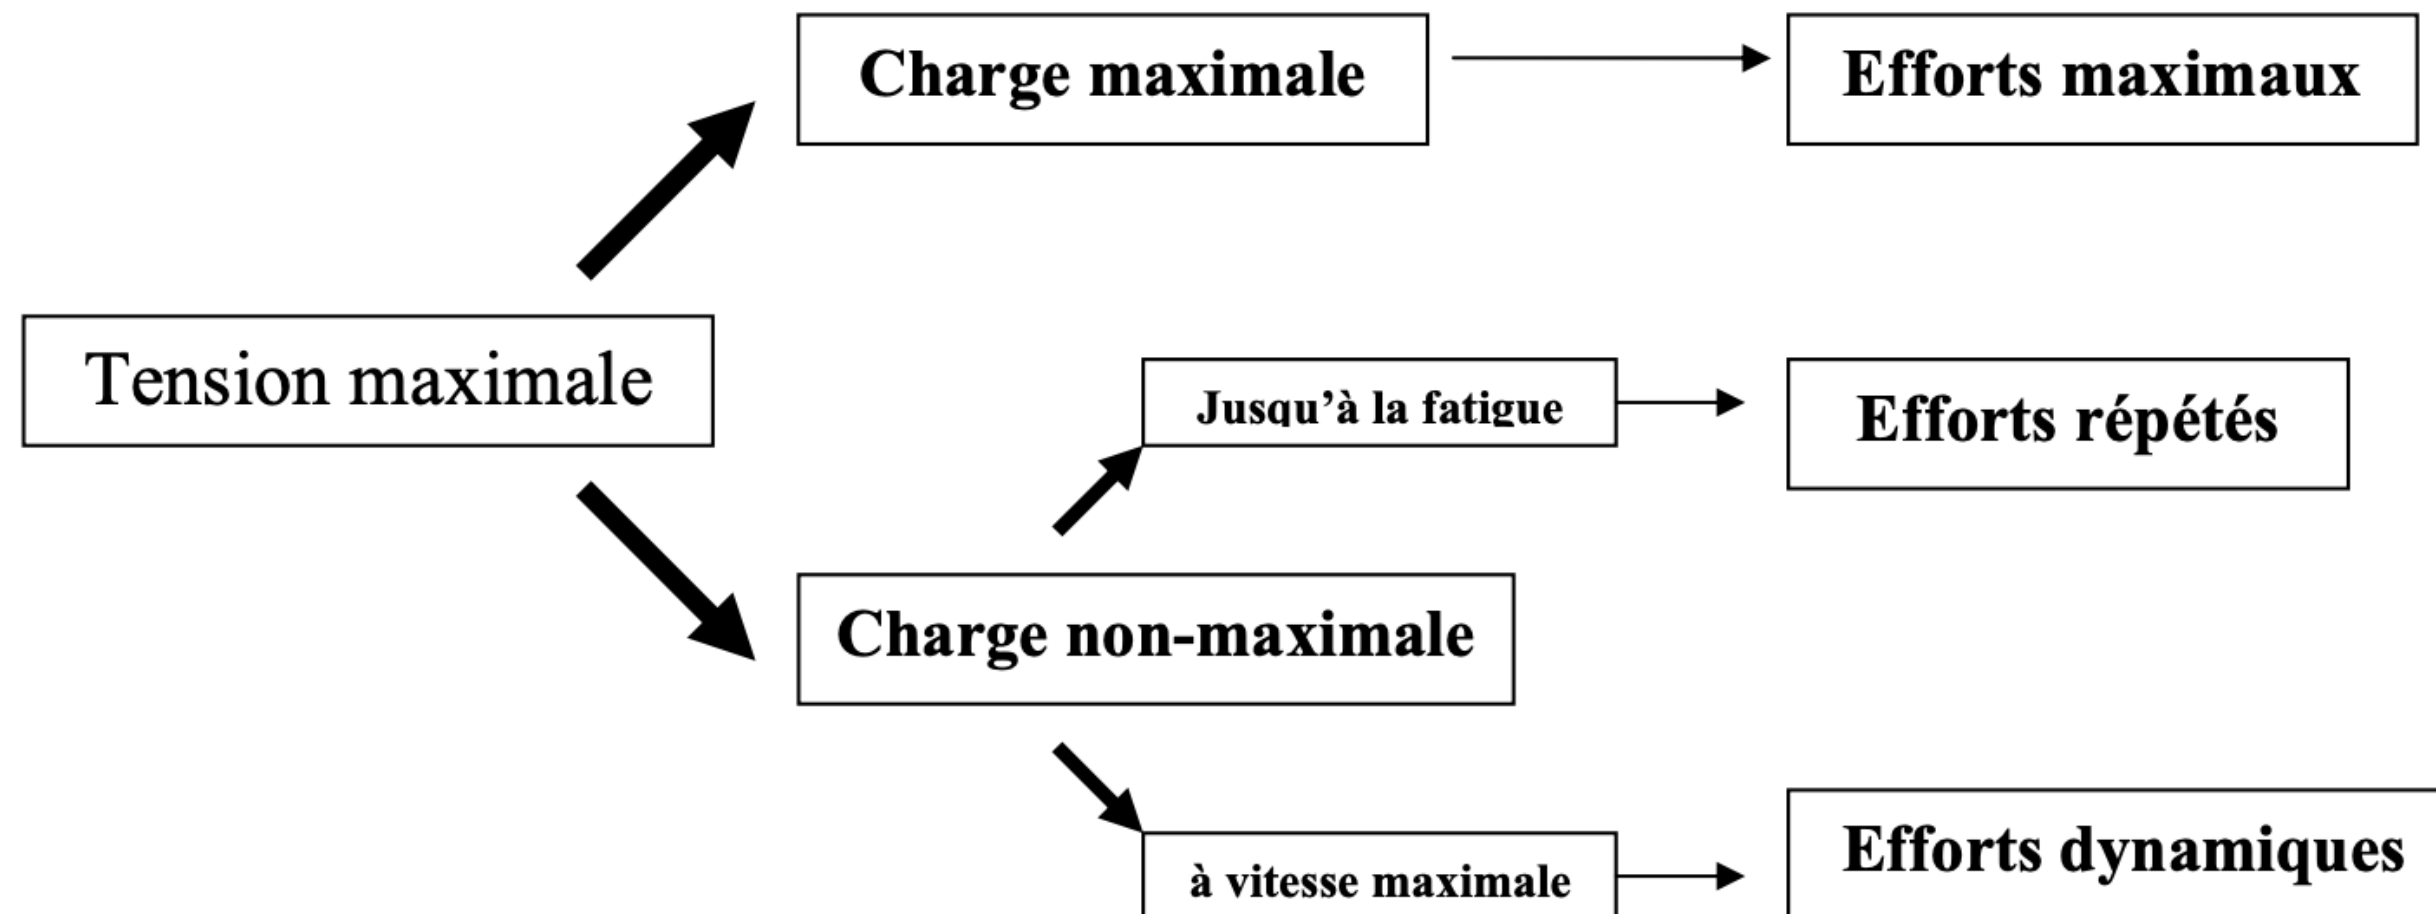 Charge maximale
Efforts maximaux
Tension maximale
Jusqu’à la fatigue
Efforts répétés
Charge non-maximale
à vitesse maximale
Efforts dynamiques